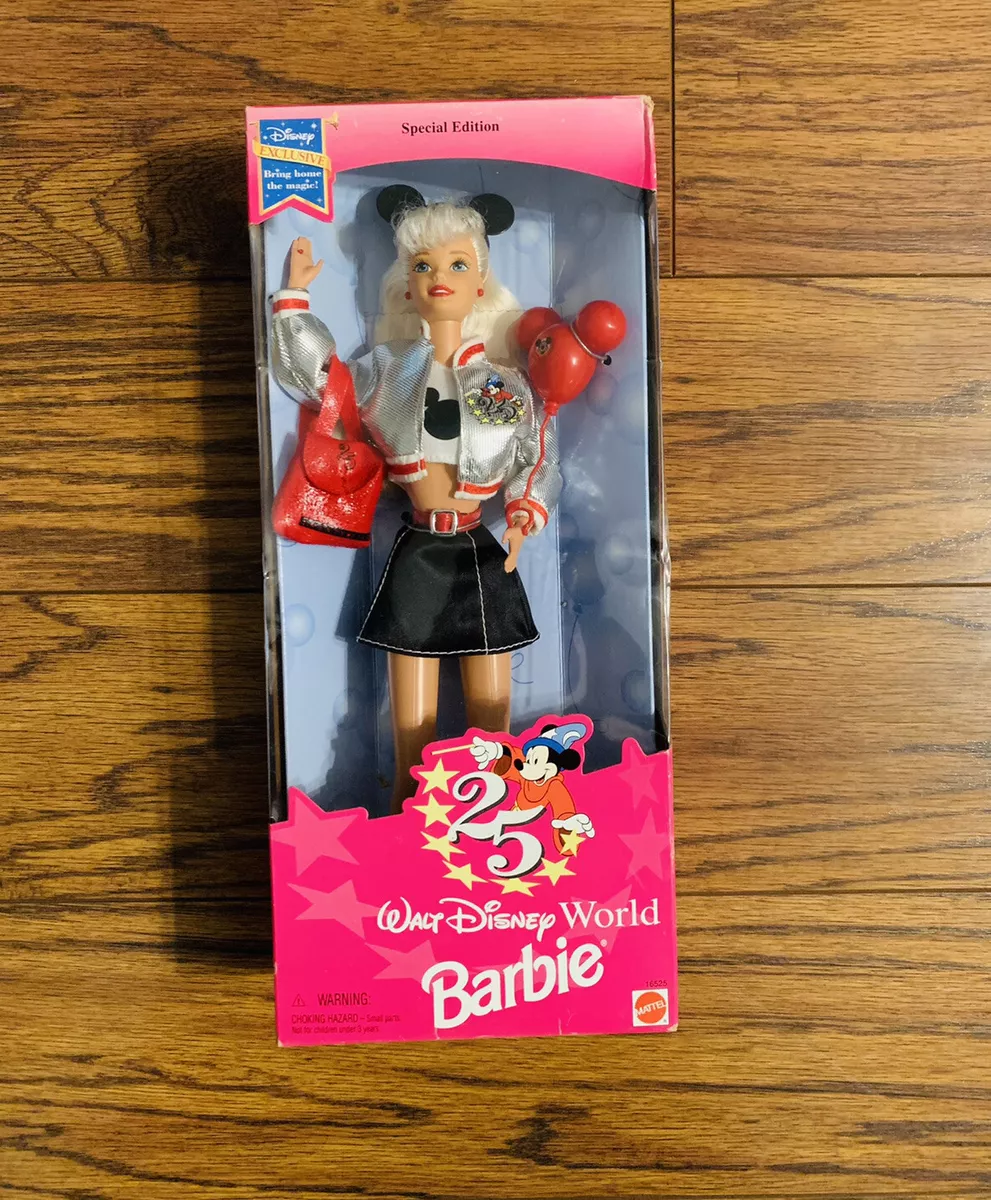 Disney
EXCLUSIVE
Bring home
the magic!
Special Edition
25
WALT DISNEY World
Barbie®
⚠ WARNING:
CHOKING HAZARD – Small parts.
Not for children under 3 years.
16525
MATTEL